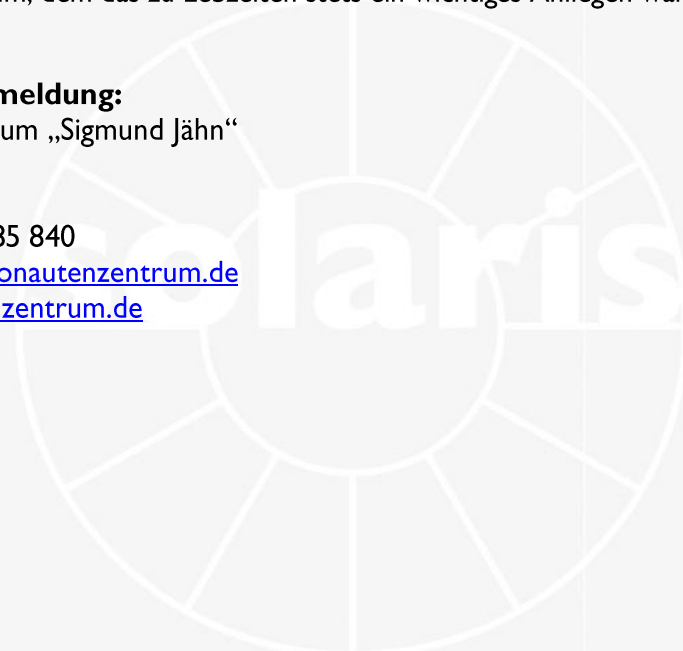 meldung:
um „Sigmund Jähn“
35 840
onautenzentrum.de
zentrum.de
solaris